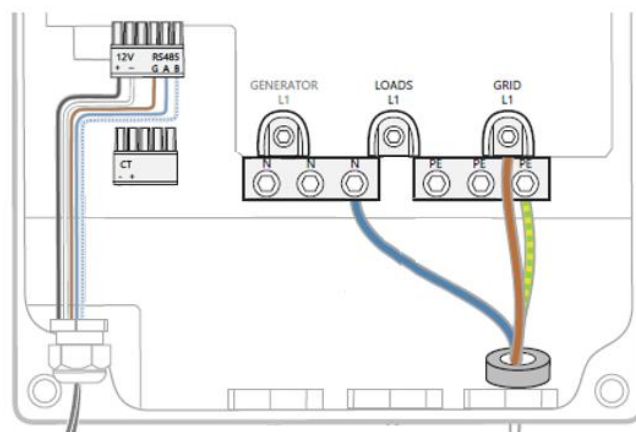 12V RS485
+ - G A B
CT
- +
GENERATOR
L1
LOADS
L1
GRID
L1
N N N
PE PE PE